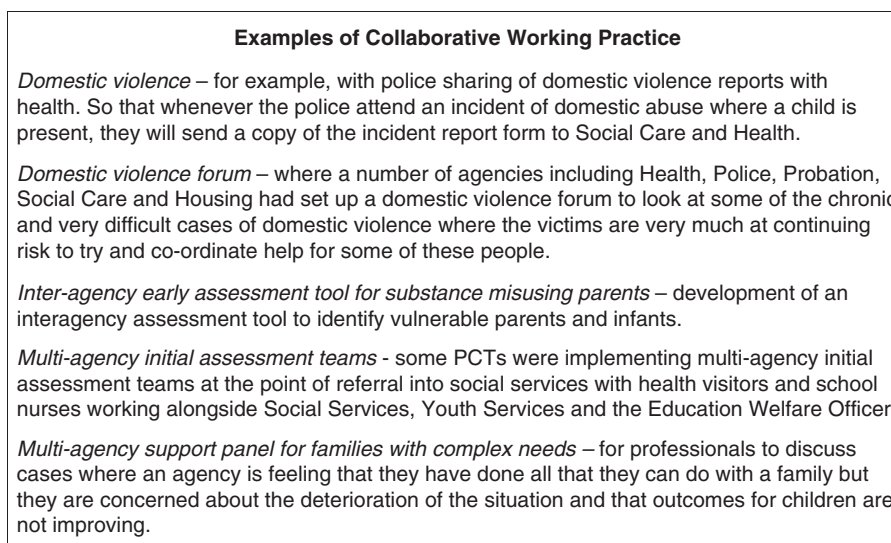 Examples of Collaborative Working Practice
Domestic violence – for example, with police sharing of domestic violence reports with
health. So that whenever the police attend an incident of domestic abuse where a child is
present, they will send a copy of the incident report form to Social Care and Health.
Domestic violence forum – where a number of agencies including Health, Police, Probation,
Social Care and Housing had set up a domestic violence forum to look at some of the chronic
and very difficult cases of domestic violence where the victims are very much at continuing
risk to try and co-ordinate help for some of these people.
Inter-agency early assessment tool for substance misusing parents – development of an
interagency assessment tool to identify vulnerable parents and infants.
Multi-agency initial assessment teams - some PCTs were implementing multi-agency initial
assessment teams at the point of referral into social services with health visitors and school
nurses working alongside Social Services, Youth Services and the Education Welfare Officer
Multi-agency support panel for families with complex needs – for professionals to discuss
cases where an agency is feeling that they have done all that they can do with a family but
they are concerned about the deterioration of the situation and that outcomes for children are
not improving.